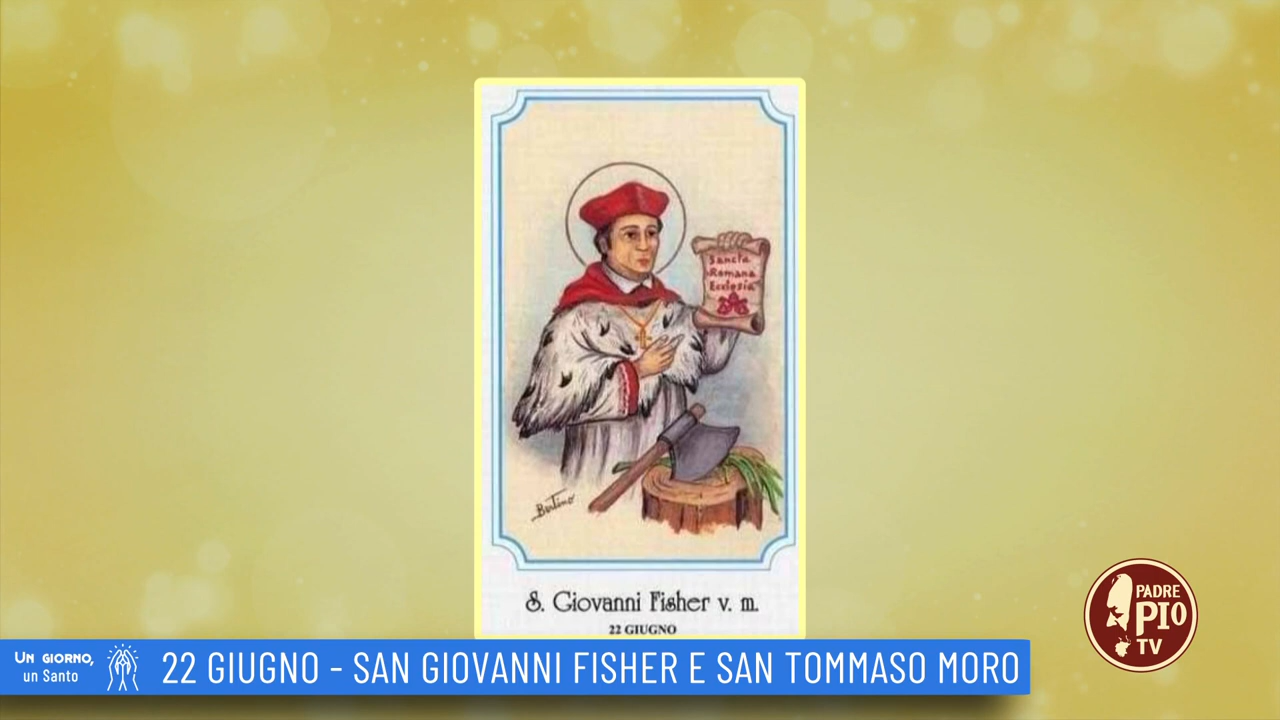 Sancta
Romana
Ecclesia
Bertino
S. Giovanni Fisher v. m.
22 GIUGNO
PADRE
PIO
TV
Un giorno,
un Santo
22 GIUGNO - SAN GIOVANNI FISHER E SAN TOMMASO MORO